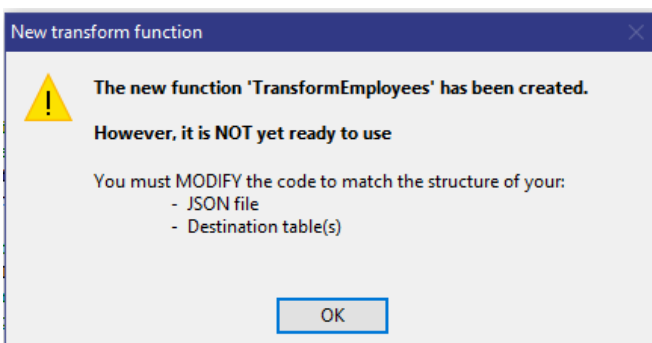 New transform function
The new function 'TransformEmployees' has been created.
However, it is NOT yet ready to use
You must MODIFY the code to match the structure of your:
- JSON file
- Destination table(s)
OK